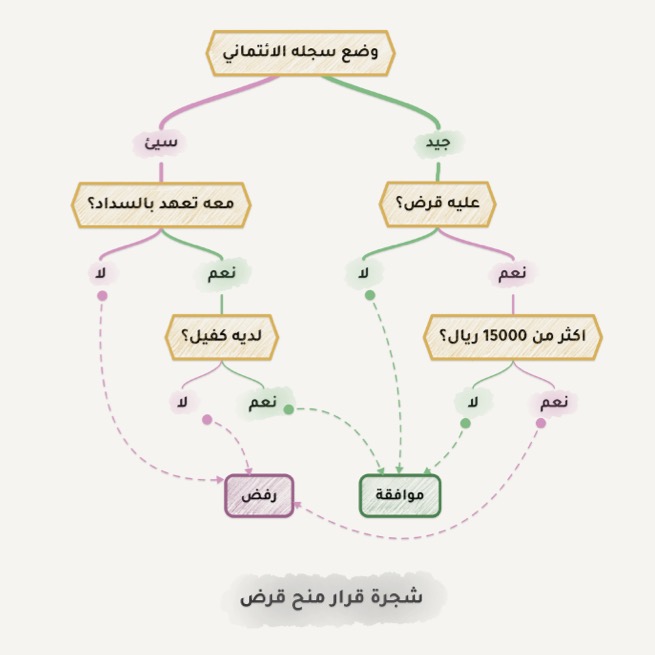 وضع سجله الائتماني
جيد
سيئ
عليه قرض؟
معه تعهد بالسداد؟
نعم
لا
نعم
لا
اكثر من 15000 ريال؟
لديه كفيل؟
نعم
لا
نعم
لا
موافقة
رفض
شجرة قرار منح قرض